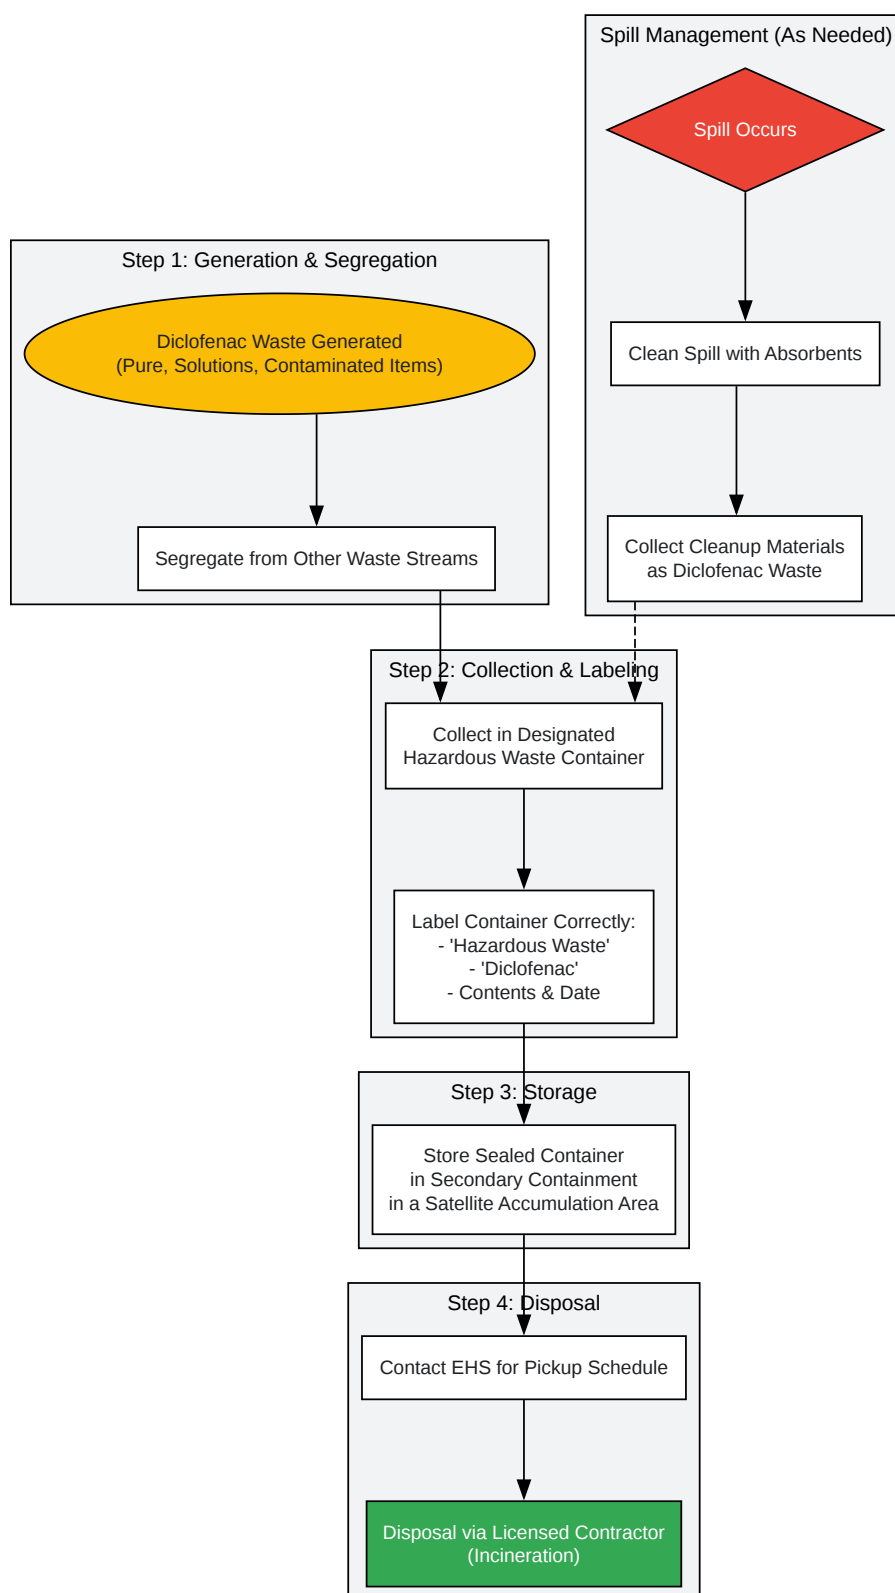 Spill Management (As Needed)
Spill Occurs
Clean Spill with Absorbents
Collect Cleanup Materials
as Diclofenac Waste
Step 1: Generation & Segregation
Diclofenac Waste Generated
(Pure, Solutions, Contaminated Items)
Segregate from Other Waste Streams
Step 2: Collection & Labeling
Collect in Designated
Hazardous Waste Container
Label Container Correctly:
- 'Hazardous Waste'
- 'Diclofenac'
- Contents & Date
Step 3: Storage
Store Sealed Container
in Secondary Containment
in a Satellite Accumulation Area
Step 4: Disposal
Contact EHS for Pickup Schedule
Disposal via Licensed Contractor
(Incineration)